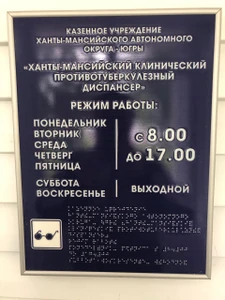 КАЗЕННОЕ УЧРЕЖДЕНИЕ
ХАНТЫ-МАНСИЙСКОГО АВТОНОМНОГО
ОКРУГА - ЮГРЫ
«ХАНТЫ-МАНСИЙСКИЙ КЛИНИЧЕСКИЙ
ПРОТИВОТУБЕРКУЛЕЗНЫЙ
ДИСПАНСЕР»
РЕЖИМ РАБОТЫ:
ПОНЕДЕЛЬНИК
ВТОРНИК
СРЕДА
ЧЕТВЕРГ
ПЯТНИЦА
С 8.00
ДО 17.00
СУББОТА
ВОСКРЕСЕНЬЕ
ВЫХОДНОЙ